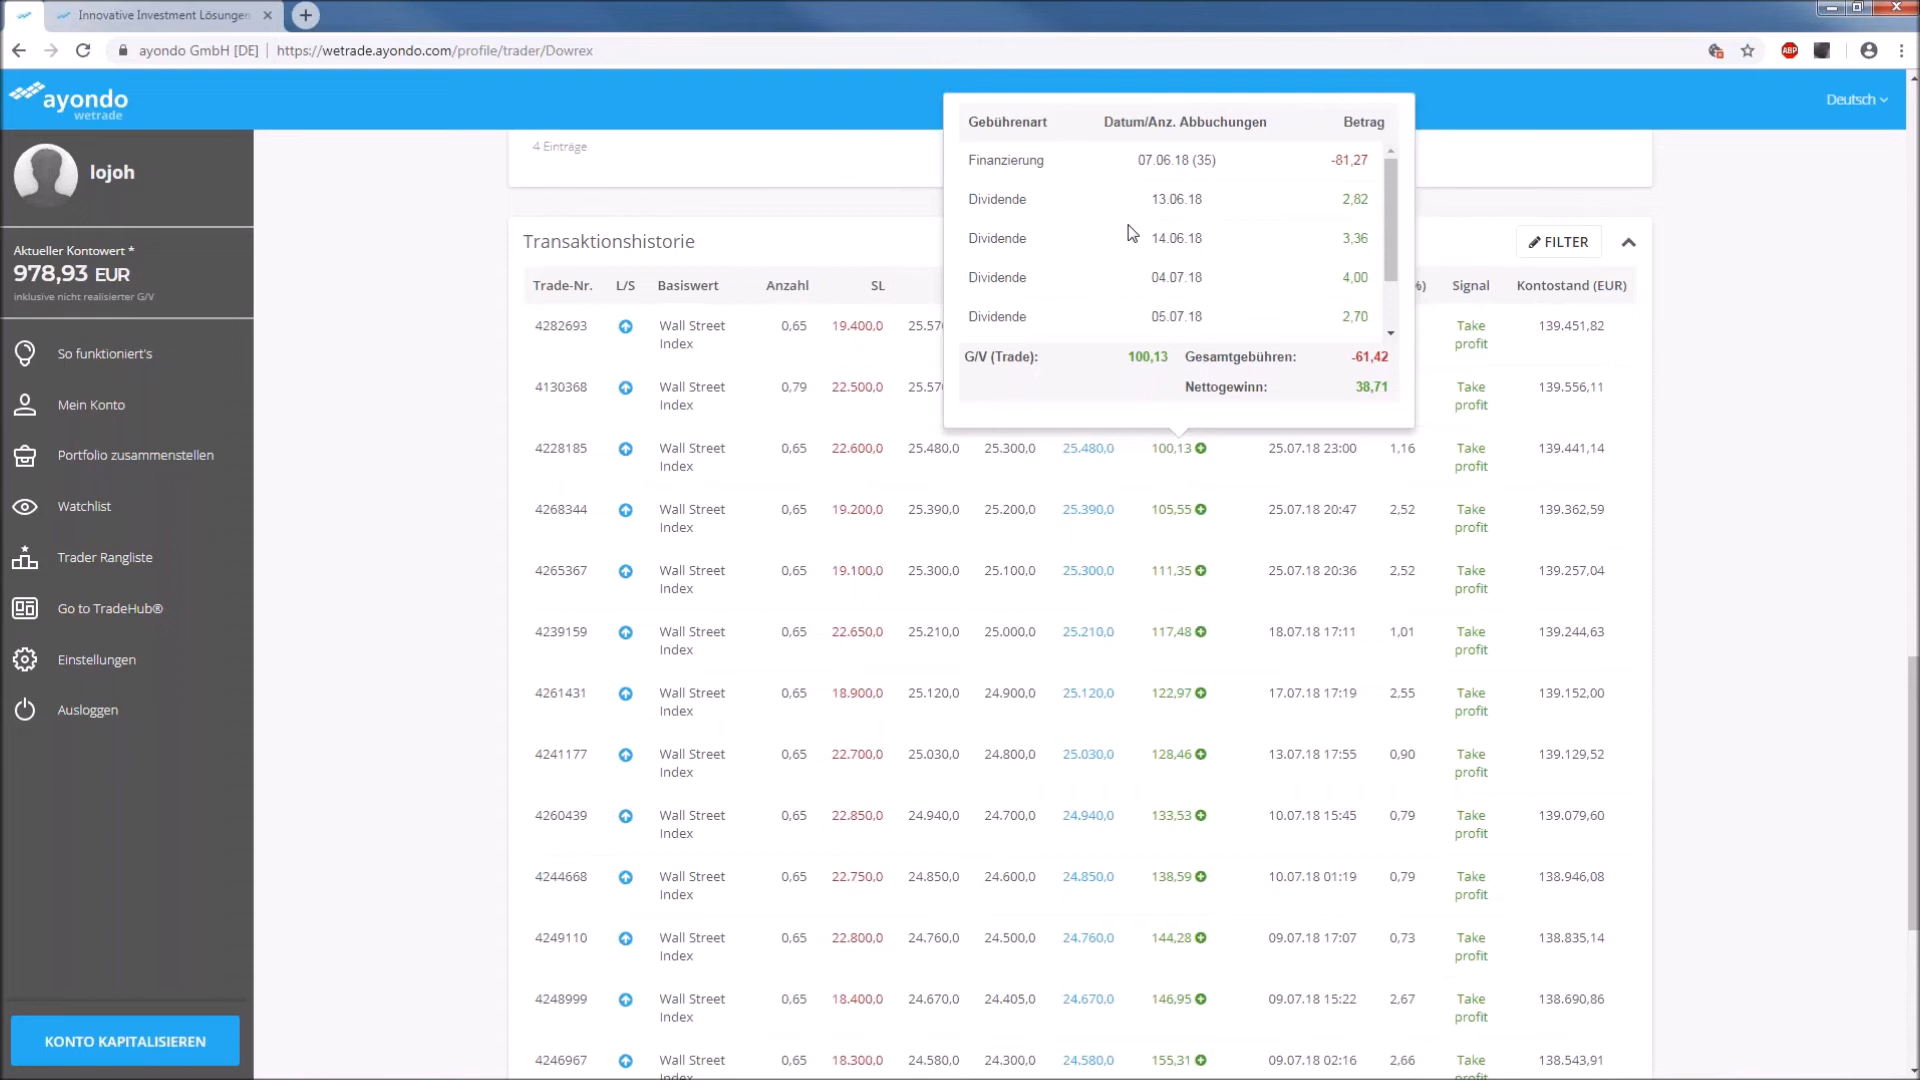 Innovative Investment Lösungen
ayondo GmbH [DE] | https://wetrade.ayondo.com/profile/trader/Dowrex
ABP
ayondo
wetrade
Deutsch
lojoh
Aktueller Kontowert *
978,93 EUR
inklusive nicht realisierter G/V
So funktioniert's
Mein Konto
Portfolio zusammenstellen
Watchlist
Trader Rangliste
Go to TradeHub®
Einstellungen
Ausloggen
KONTO KAPITALISIEREN
4 Einträge
Gebührenart Datum/Anz. Abbuchungen Betrag
Finanzierung 07.06.18 (35) -81,27
Dividende 13.06.18 2,82
Dividende 14.06.18 3,36
Dividende 04.07.18 4,00
Dividende 05.07.18 2,70
G/V (Trade): 100,13 Gesamtgebühren: -61,42
Nettogewinn: 38,71
Transaktionshistorie
FILTER
Trade-Nr. L/S Basiswert Anzahl SL %) Signal Kontostand (EUR)
4282693 Wall Street 0,65 19.400,0 Take 139.451,82
Index profit
4130368 Wall Street 0,79 22.500,0 Take 139.556,11
Index profit
4228185 Wall Street 0,65 22.600,0 25.480,0 25.300,0 25.480,0 100,13 25.07.18 23:00 1,16 Take 139.441,14
Index profit
4268344 Wall Street 0,65 19.200,0 25.390,0 25.200,0 25.390,0 105,55 25.07.18 20:47 2,52 Take 139.362,59
Index profit
4265367 Wall Street 0,65 19.100,0 25.300,0 25.100,0 25.300,0 111,35 25.07.18 20:36 2,52 Take 139.257,04
Index profit
4239159 Wall Street 0,65 22.650,0 25.210,0 25.000,0 25.210,0 117,48 18.07.18 17:11 1,01 Take 139.244,63
Index profit
4261431 Wall Street 0,65 18.900,0 25.120,0 24.900,0 25.120,0 122,97 17.07.18 17:19 2,55 Take 139.152,00
Index profit
4241177 Wall Street 0,65 22.700,0 25.030,0 24.800,0 25.030,0 128,46 13.07.18 17:55 0,90 Take 139.129,52
Index profit
4260439 Wall Street 0,65 22.850,0 24.940,0 24.700,0 24.940,0 133,53 10.07.18 15:45 0,79 Take 139.079,60
Index profit
4244668 Wall Street 0,65 22.750,0 24.850,0 24.600,0 24.850,0 138,59 10.07.18 01:19 0,79 Take 138.946,08
Index profit
4249110 Wall Street 0,65 22.800,0 24.760,0 24.500,0 24.760,0 144,28 09.07.18 17:07 0,73 Take 138.835,14
Index profit
4248999 Wall Street 0,65 18.400,0 24.670,0 24.405,0 24.670,0 146,95 09.07.18 15:22 2,67 Take 138.690,86
Index profit
4246967 Wall Street 0,65 18.300,0 24.580,0 24.300,0 24.580,0 155,31 09.07.18 02:16 2,66 Take 138.543,91
Index profit